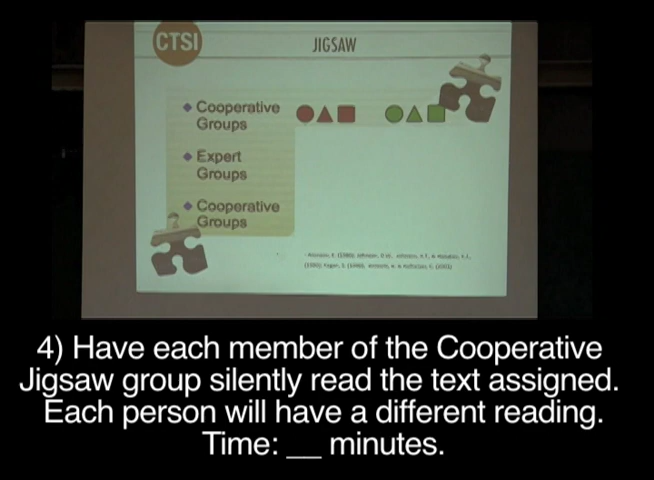 CTSI
JIGSAW
Cooperative
Groups
Expert
Groups
Cooperative
Groups
4) Have each member of the Cooperative
Jigsaw group silently read the text assigned.
Each person will have a different reading.
Time: __ minutes.